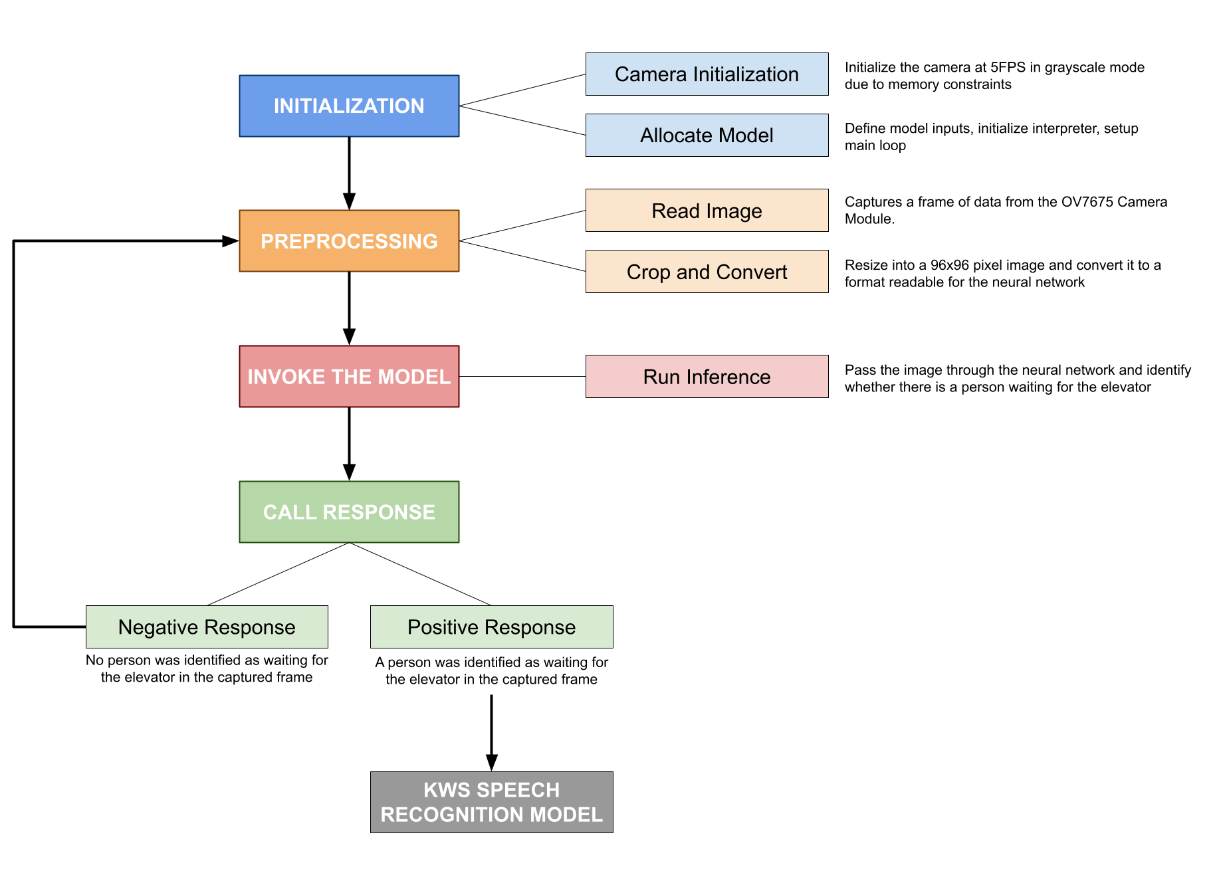 INITIALIZATION
Camera Initialization
Initialize the camera at 5FPS in grayscale mode
due to memory constraints
Allocate Model
Define model inputs, initialize interpreter, setup
main loop
PREPROCESSING
Read Image
Captures a frame of data from the OV7675 Camera
Module.
Crop and Convert
Resize into a 96x96 pixel image and convert it to a
format readable for the neural network
INVOKE THE MODEL
Run Inference
Pass the image through the neural network and identify
whether there is a person waiting for the elevator
CALL RESPONSE
Negative Response
No person was identified as waiting for
the elevator in the captured frame
Positive Response
A person was identified as waiting for
the elevator in the captured frame
KWS SPEECH
RECOGNITION MODEL